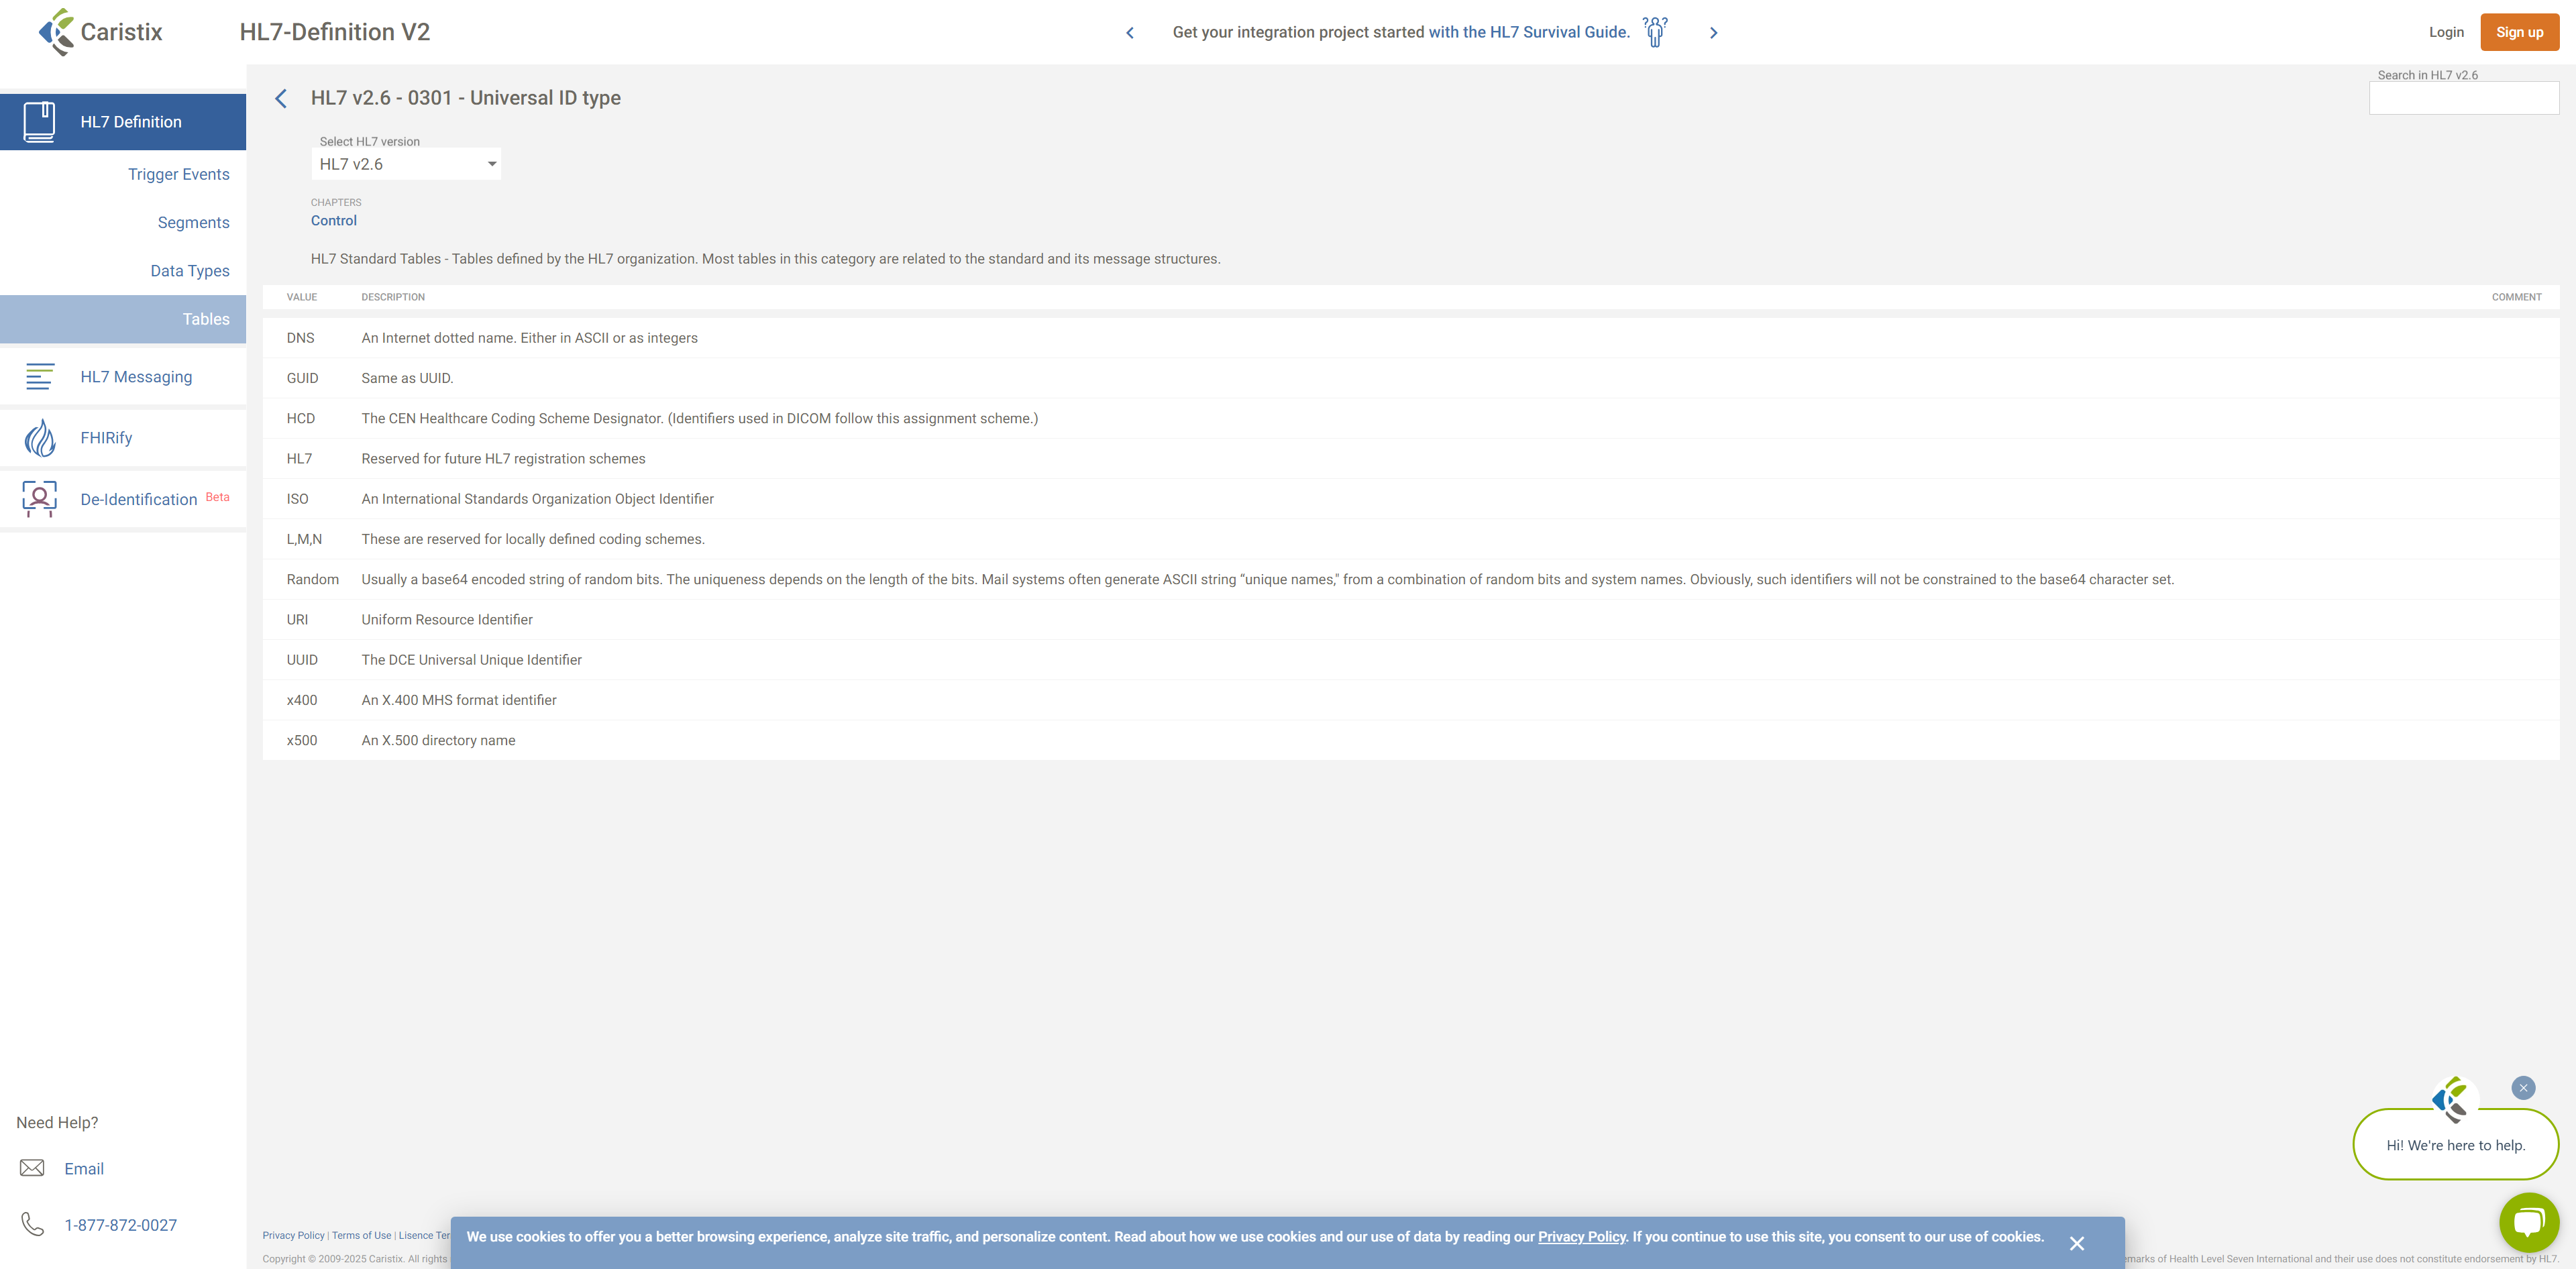 Caristix
HL7-Definition V2
Get your integration project started with the HL7 Survival Guide.
Login
Sign up
HL7 Definition
Trigger Events
Segments
Data Types
Tables
HL7 Messaging
FHIRify
De-Identification Beta
Need Help?
Email
1-877-872-0027
HL7 v2.6 - 0301 - Universal ID type
Search in HL7 v2.6
Select HL7 version
HL7 v2.6
CHAPTERS
Control
HL7 Standard Tables - Tables defined by the HL7 organization. Most tables in this category are related to the standard and its message structures.
VALUE DESCRIPTION COMMENT
DNS An Internet dotted name. Either in ASCII or as integers
GUID Same as UUID.
HCD The CEN Healthcare Coding Scheme Designator. (Identifiers used in DICOM follow this assignment scheme.)
HL7 Reserved for future HL7 registration schemes
ISO An International Standards Organization Object Identifier
L,M,N These are reserved for locally defined coding schemes.
Random Usually a base64 encoded string of random bits. The uniqueness depends on the length of the bits. Mail systems often generate ASCII string “unique names," from a combination of random bits and system names. Obviously, such identifiers will not be constrained to the base64 character set.
URI Uniform Resource Identifier
UUID The DCE Universal Unique Identifier
x400 An X.400 MHS format identifier
x500 An X.500 directory name
Hi! We're here to help.
Privacy Policy | Terms of Use | Lisence
We use cookies to offer you a better browsing experience, analyze site traffic, and personalize content. Read about how we use cookies and our use of data by reading our Privacy Policy. If you continue to use this site, you consent to our use of cookies.
Copyright © 2009-2025 Caristix. All rights
of Health Level Seven International and their use does not constitute endorsement by HL7.